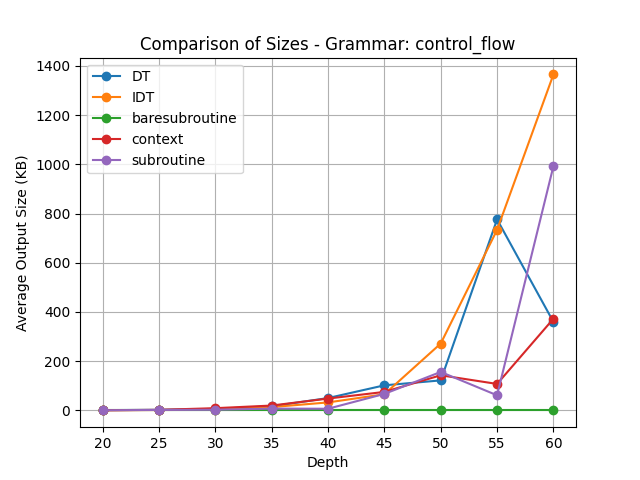 Comparison of Sizes - Grammar: control_flow
DT
IDT
baresubroutine
context
subroutine
Average Output Size (KB)
1400
1200
1000
800
600
400
200
0
20 25 30 35 40 45 50 55 60
Depth